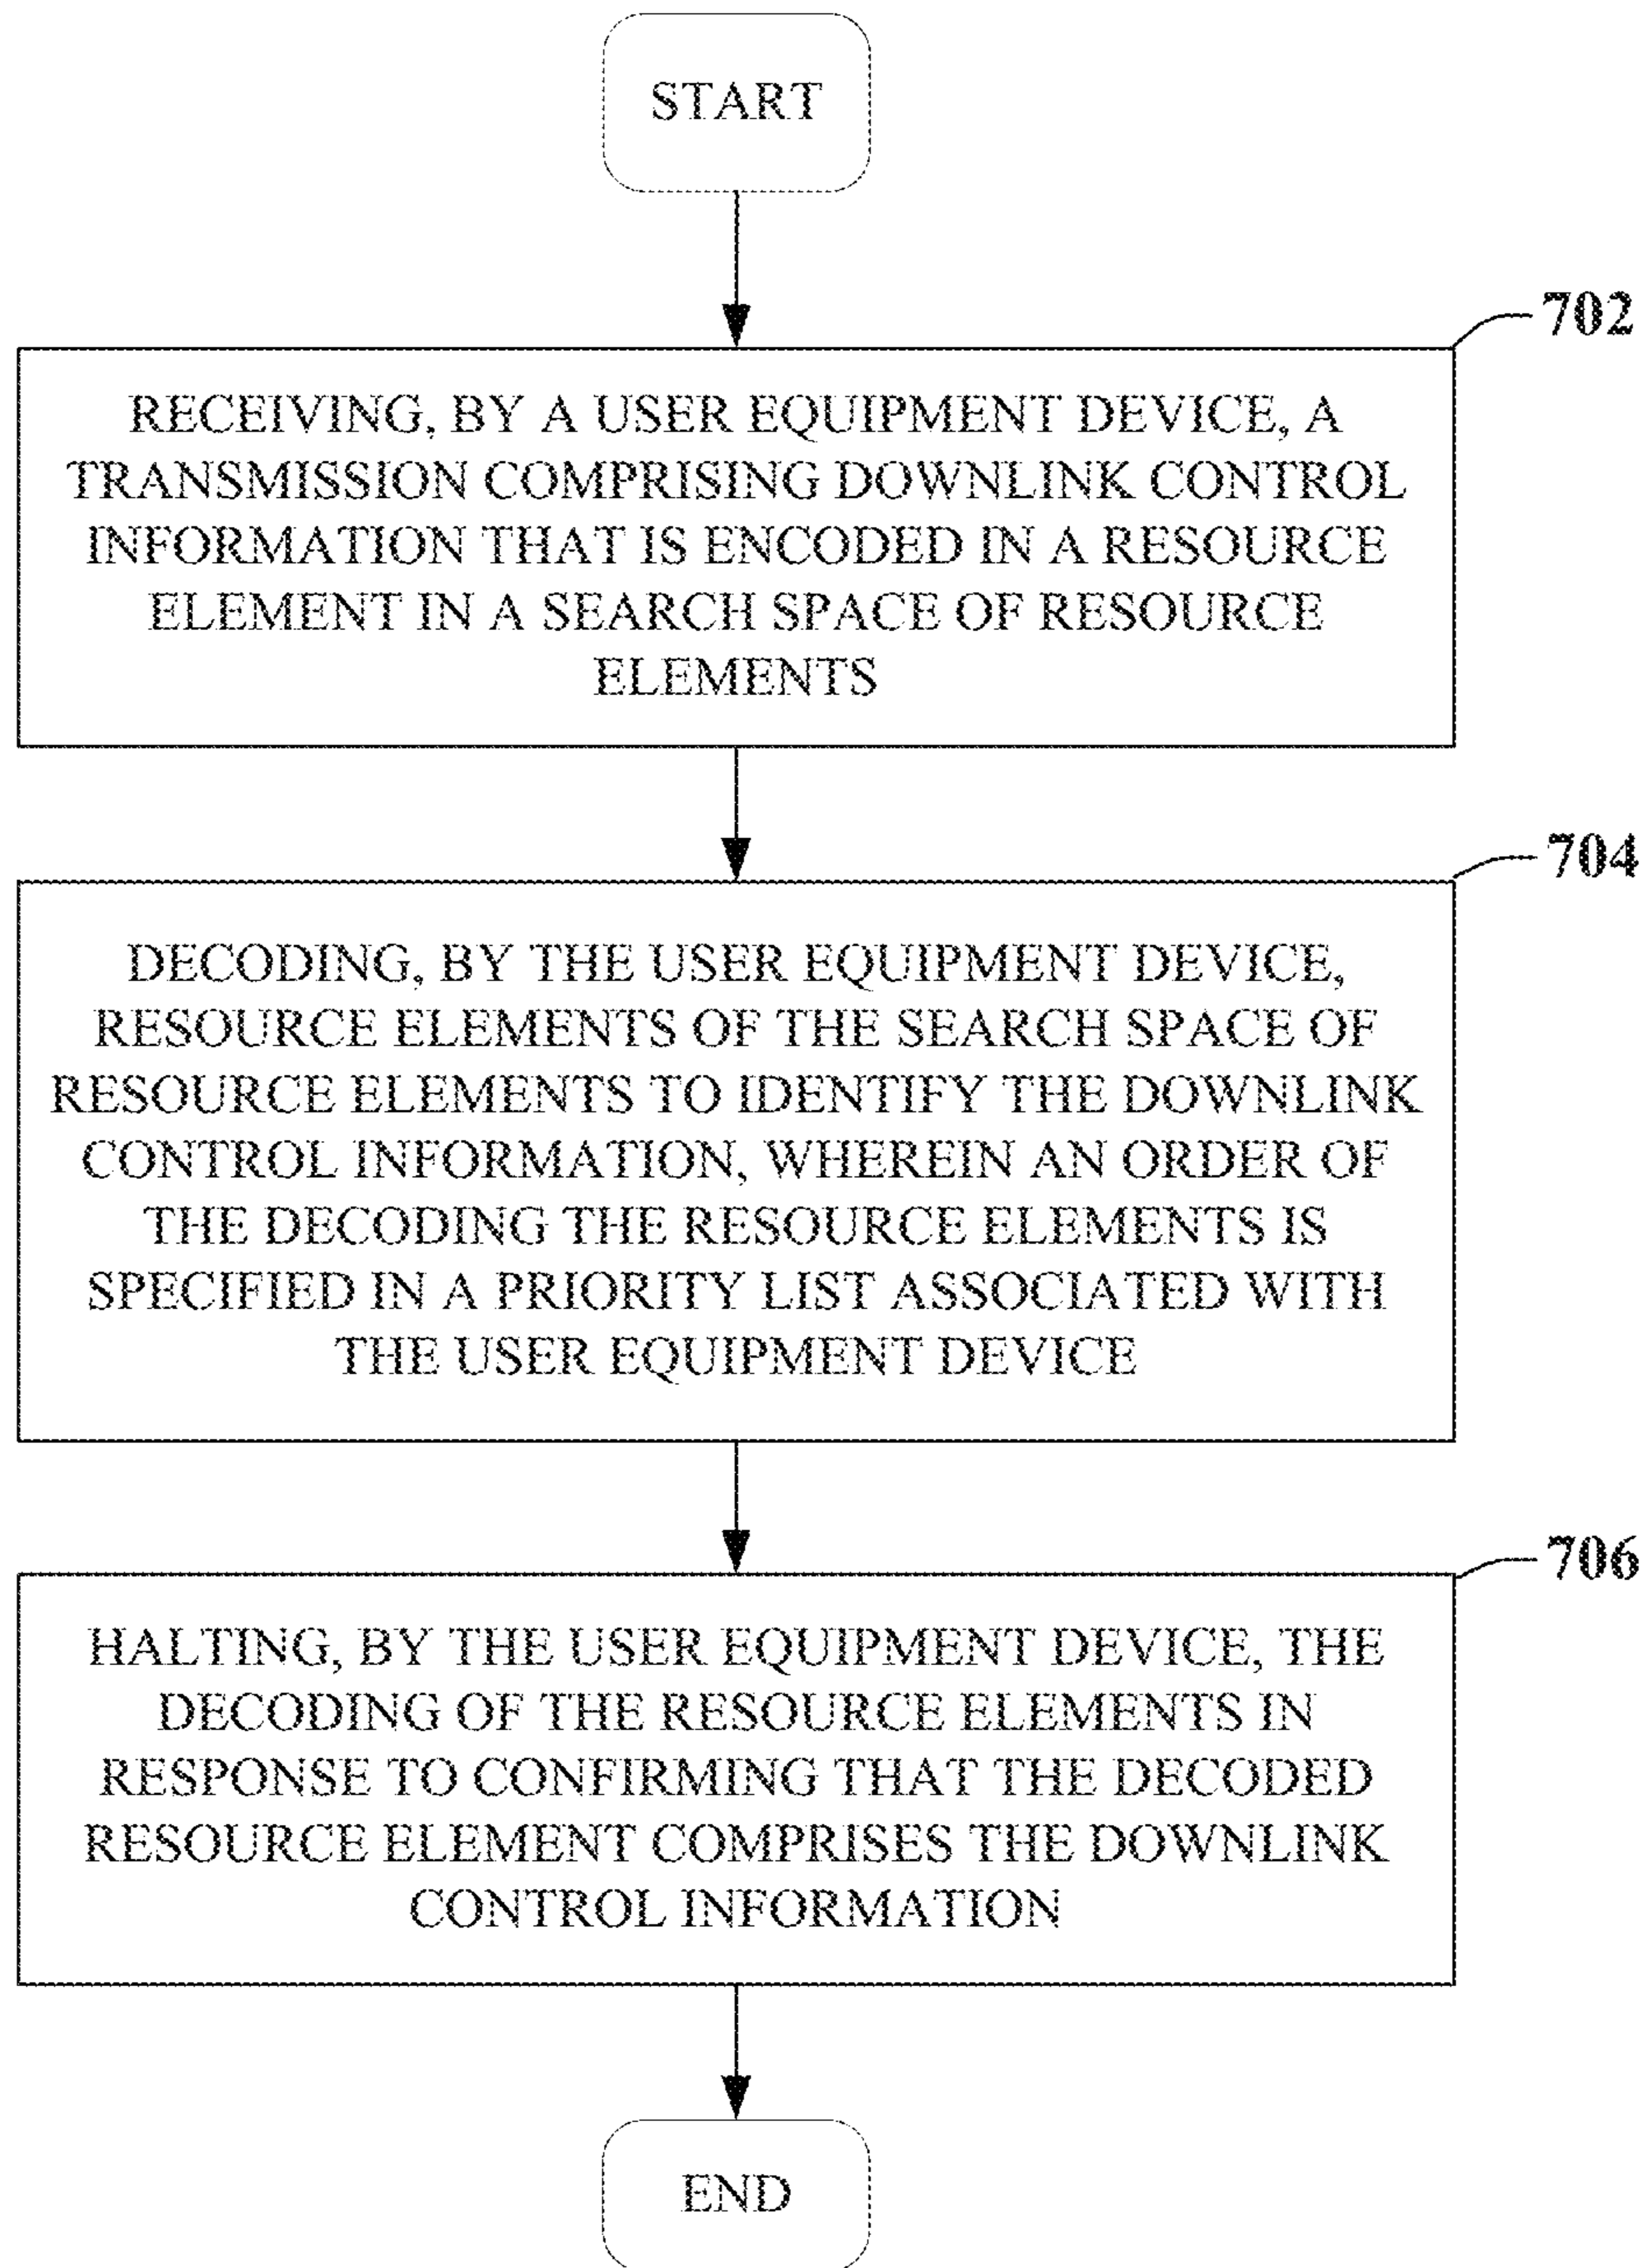 START
702
RECEIVING, BY A USER EQUIPMENT DEVICE, A
TRANSMISSION COMPRISING DOWNLINK CONTROL
INFORMATION THAT IS ENCODED IN A RESOURCE
ELEMENT IN A SEARCH SPACE OF RESOURCE
ELEMENTS
704
DECODING, BY THE USER EQUIPMENT DEVICE,
RESOURCE ELEMENTS OF THE SEARCH SPACE OF
RESOURCE ELEMENTS TO IDENTIFY THE DOWNLINK
CONTROL INFORMATION, WHEREIN AN ORDER OF
THE DECODING THE RESOURCE ELEMENTS IS
SPECIFIED IN A PRIORITY LIST ASSOCIATED WITH
THE USER EQUIPMENT DEVICE
706
HALTING, BY THE USER EQUIPMENT DEVICE, THE
DECODING OF THE RESOURCE ELEMENTS IN
RESPONSE TO CONFIRMING THAT THE DECODED
RESOURCE ELEMENT COMPRISES THE DOWNLINK
CONTROL INFORMATION
END